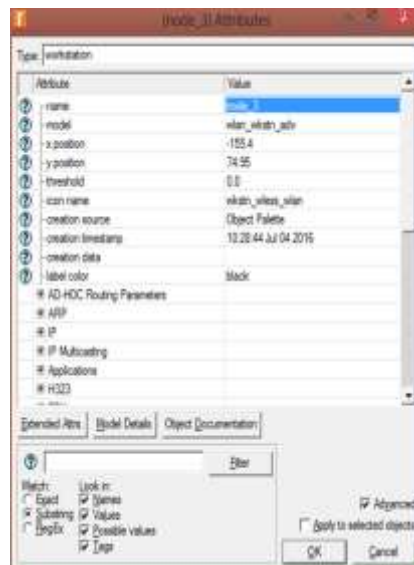 (node_3) Attributes
Type: workstation
Attribute Value
name node_3
model wlan_wkstn_adv
x position -155.4
y position 74.95
threshold 0.0
icon name wkstn_wless_wlan
creation source Object Palette
creation timestamp 10:28:44 Jul 04 2016
creation data
label color black
AD-HOC Routing Parameters
ARP
IP
IP Multicasting
Applications
H323
Extended Attrs. Model Details Object Documentation
Filter
Match: Look in:
Exact Names
Substring Values
RegEx Possible values
Tags
Advanced
Apply to selected objects
OK Cancel